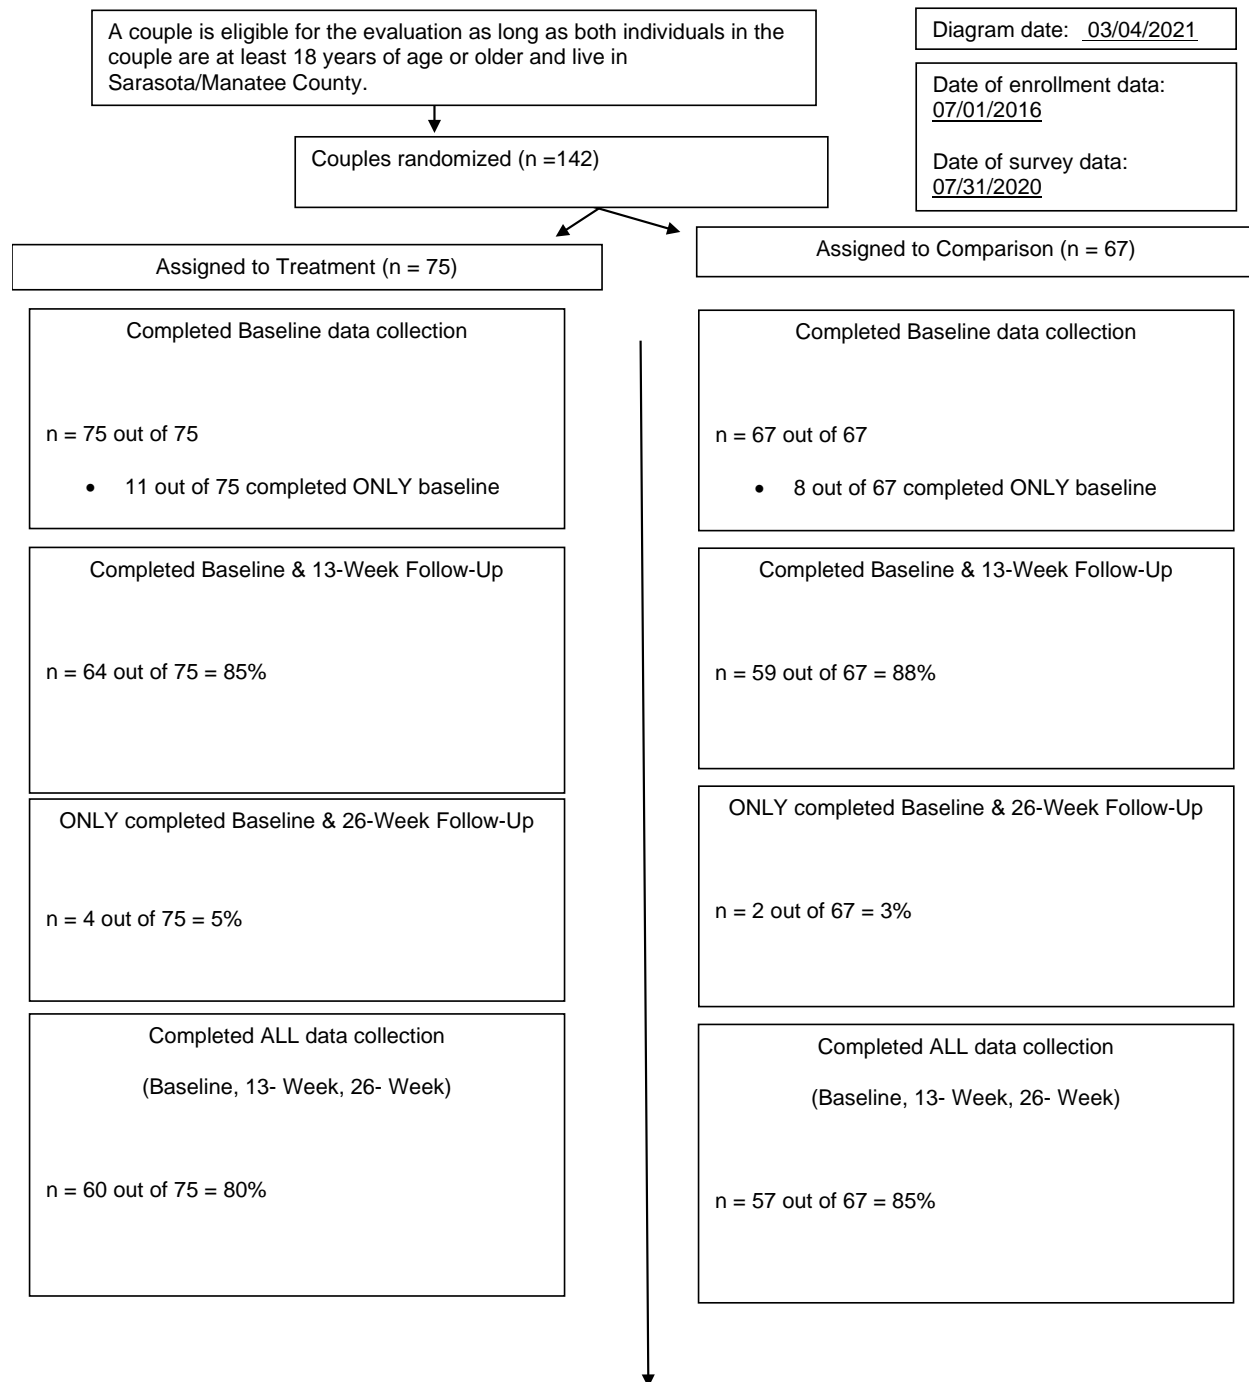 A couple is eligible for the evaluation as long as both individuals in the
couple are at least 18 years of age or older and live in
Sarasota/Manatee County.
Diagram date: 03/04/2021
Date of enrollment data:
07/01/2016
Date of survey data:
07/31/2020
Couples randomized (n =142)
Assigned to Treatment (n = 75)
Assigned to Comparison (n = 67)
Completed Baseline data collection
n = 75 out of 75
• 11 out of 75 completed ONLY baseline
Completed Baseline data collection
n = 67 out of 67
• 8 out of 67 completed ONLY baseline
Completed Baseline & 13-Week Follow-Up
n = 64 out of 75 = 85%
Completed Baseline & 13-Week Follow-Up
n = 59 out of 67 = 88%
ONLY completed Baseline & 26-Week Follow-Up
n = 4 out of 75 = 5%
ONLY completed Baseline & 26-Week Follow-Up
n = 2 out of 67 = 3%
Completed ALL data collection
(Baseline, 13- Week, 26- Week)
n = 60 out of 75 = 80%
Completed ALL data collection
(Baseline, 13- Week, 26- Week)
n = 57 out of 67 = 85%